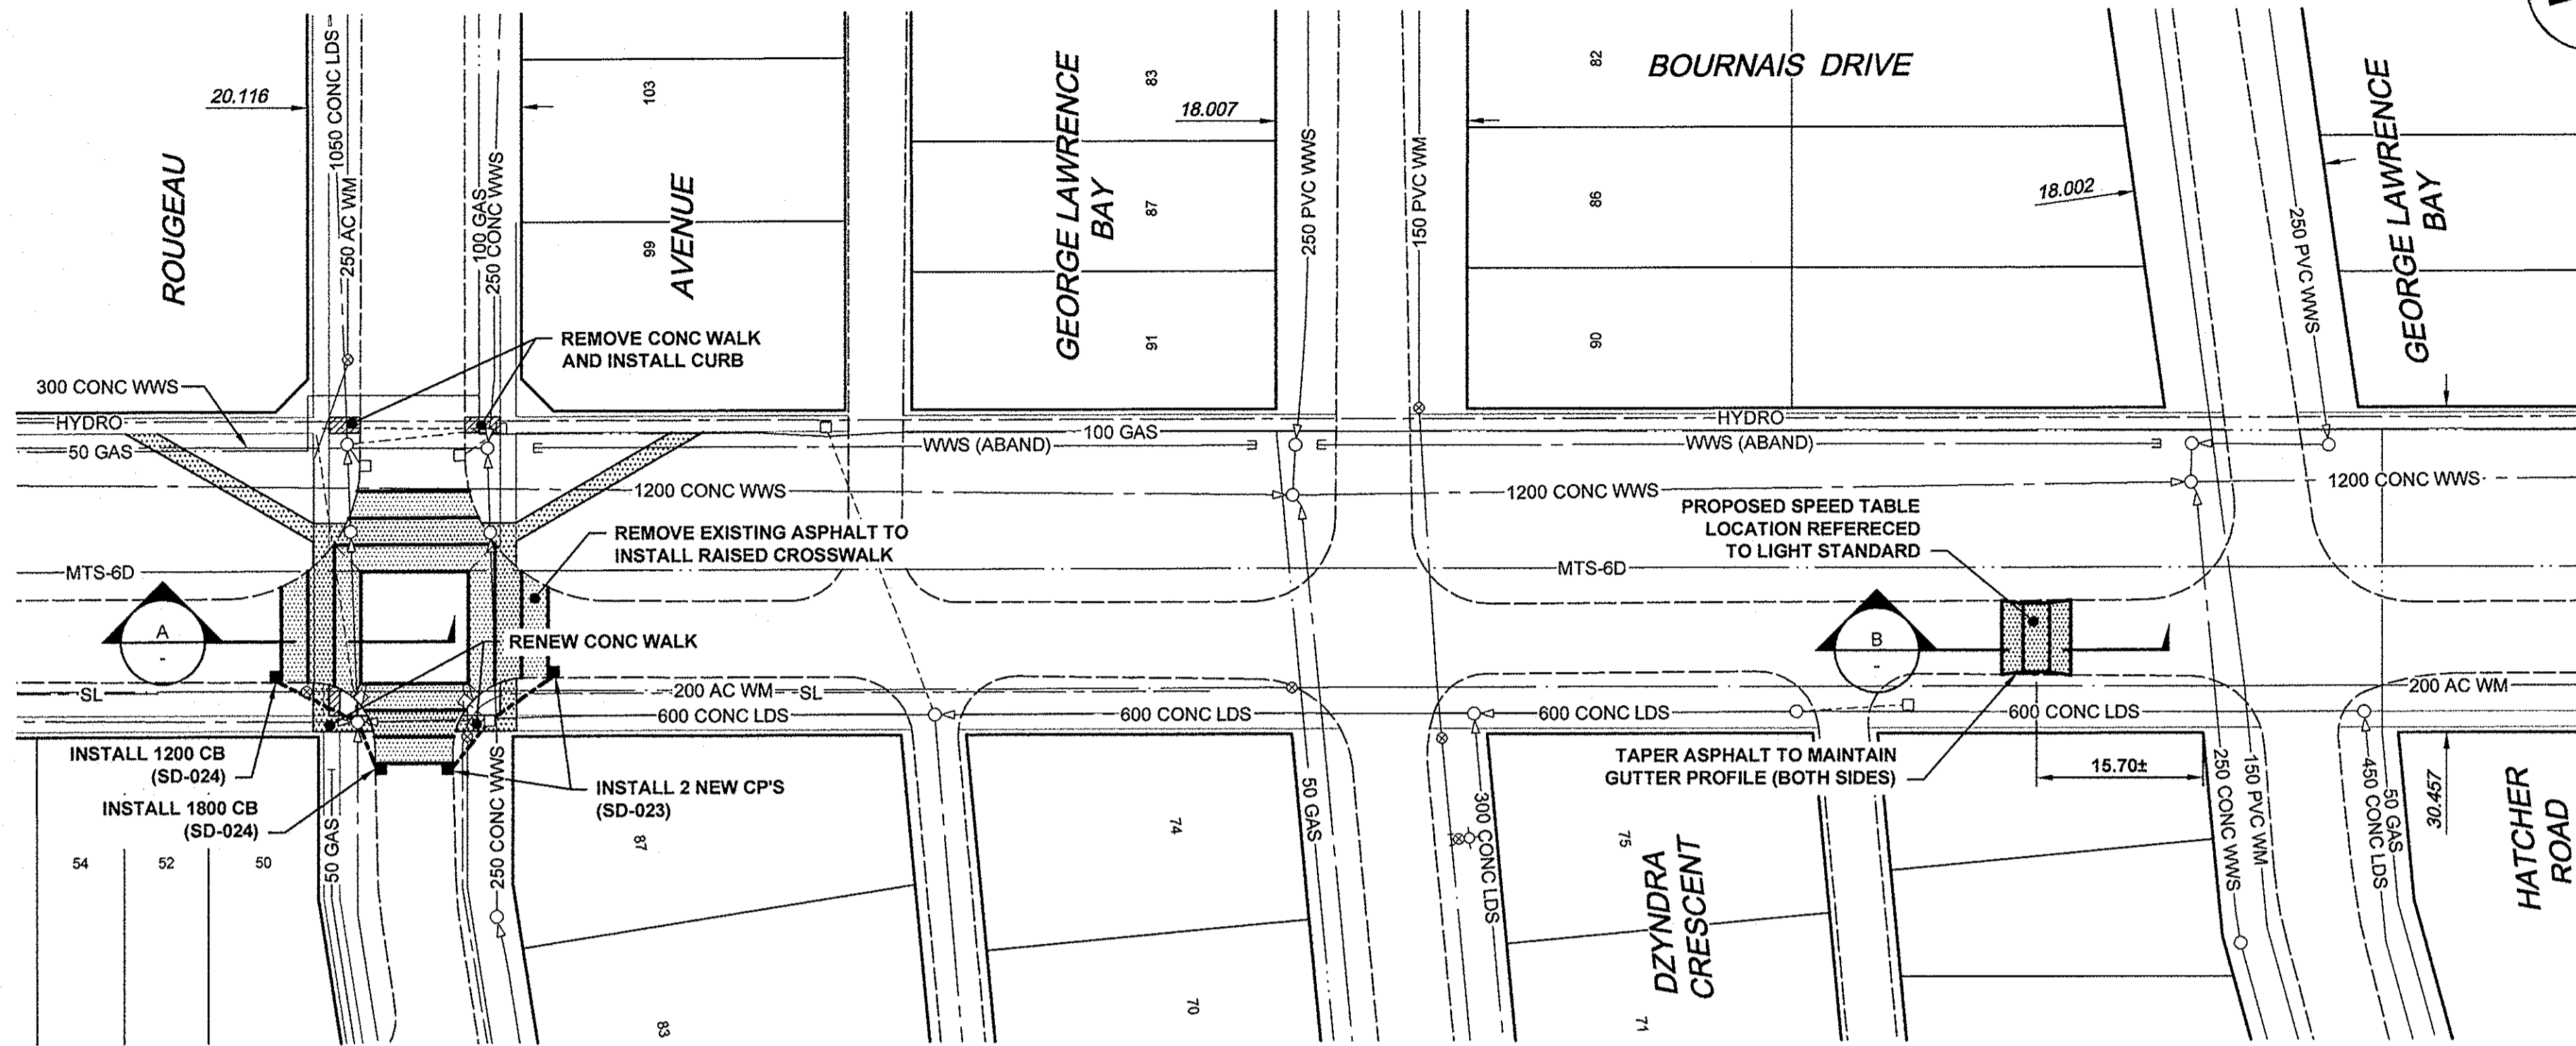 BOURNAIS DRIVE
20.116
1050 CONC LDS
250 AC WM
100 GAS
250 CONC WWS
103
99
ROUGEAU
AVENUE
GEORGE LAWRENCE
BAY
83
87
91
18.007
250 PVC WWS
150 PVC WM
82
86
90
18.002
250 PVC WWS
GEORGE LAWRENCE
BAY
REMOVE CONC WALK
AND INSTALL CURB
300 CONC WWS
HYDRO
50 GAS
100 GAS
WWS (ABAND)
HYDRO
WWS (ABAND)
1200 CONC WWS
1200 CONC WWS
1200 CONC WWS
PROPOSED SPEED TABLE
LOCATION REFERECED
TO LIGHT STANDARD
REMOVE EXISTING ASPHALT TO
INSTALL RAISED CROSSWALK
MTS-6D
MTS-6D
A
-
B
-
RENEW CONC WALK
SL
200 AC WM
SL
200 AC WM
600 CONC LDS
600 CONC LDS
600 CONC LDS
600 CONC LDS
INSTALL 1200 CB
(SD-024)
INSTALL 1800 CB
(SD-024)
INSTALL 2 NEW CP'S
(SD-023)
TAPER ASPHALT TO MAINTAIN
GUTTER PROFILE (BOTH SIDES)
15.70±
54
52
50
50 GAS
250 CONC WWS
87
83
74
70
50 GAS
300 CONC LDS
75
71
DZYNDRA
CRESCENT
250 CONC WWS
150 PVC WM
450 CONC LDS
50 GAS
30.457
HATCHER
ROAD